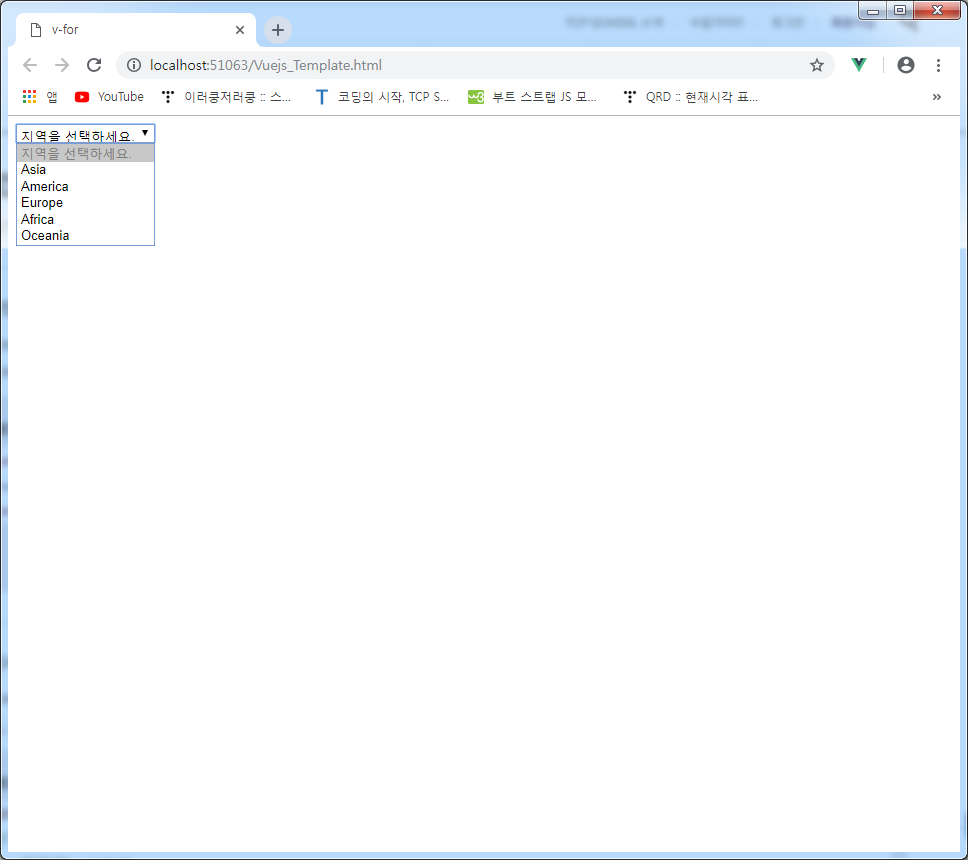 v-for
localhost:51063/Vuejs_Template.html
앱 YouTube 이러쿵저러쿵 :: 스... 코딩의 시작, TCP S... 부트 스트랩 JS 모... QRD :: 현재시각 표...
지역을 선택하세요.
지역을 선택하세요.
Asia
America
Europe
Africa
Oceania